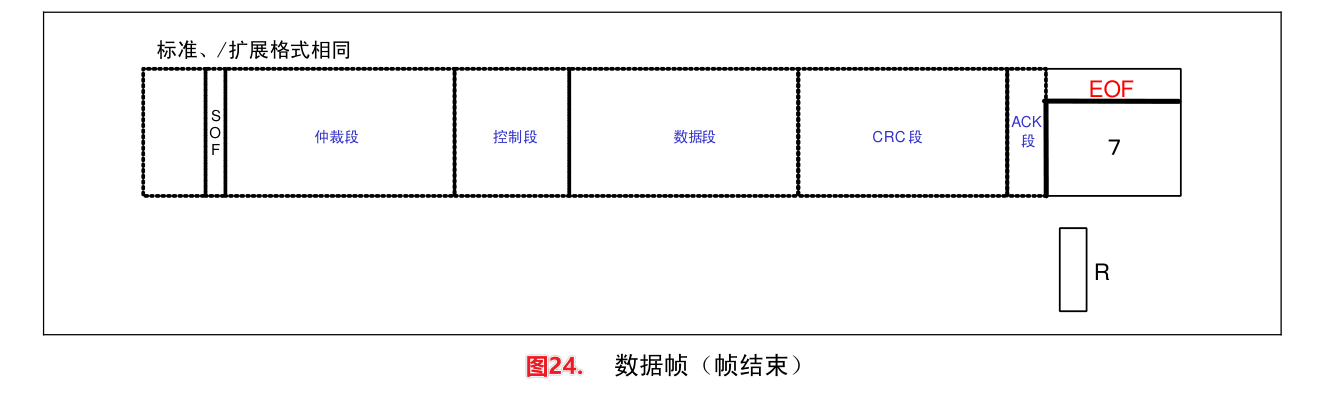 标准、/扩展格式相同
SOF
仲裁段
控制段
数据段
CRC 段
ACK
段
EOF
7
R
图24. 数据帧（帧结束）